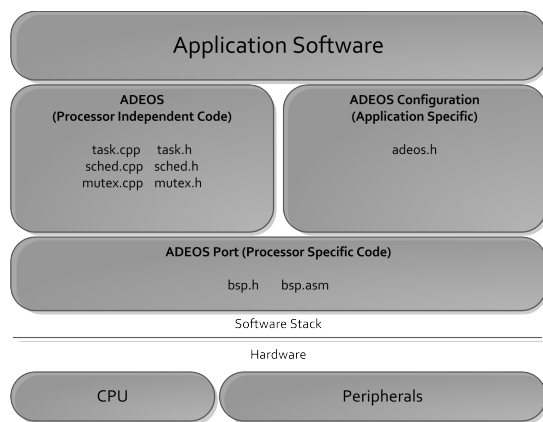 Application Software
ADEOS
(Processor Independent Code)
task.cpp task.h
sched.cpp sched.h
mutex.cpp mutex.h
ADEOS Configuration
(Application Specific)
adeos.h
ADEOS Port (Processor Specific Code)
bsp.h bsp.asm
Software Stack
Hardware
CPU
Peripherals